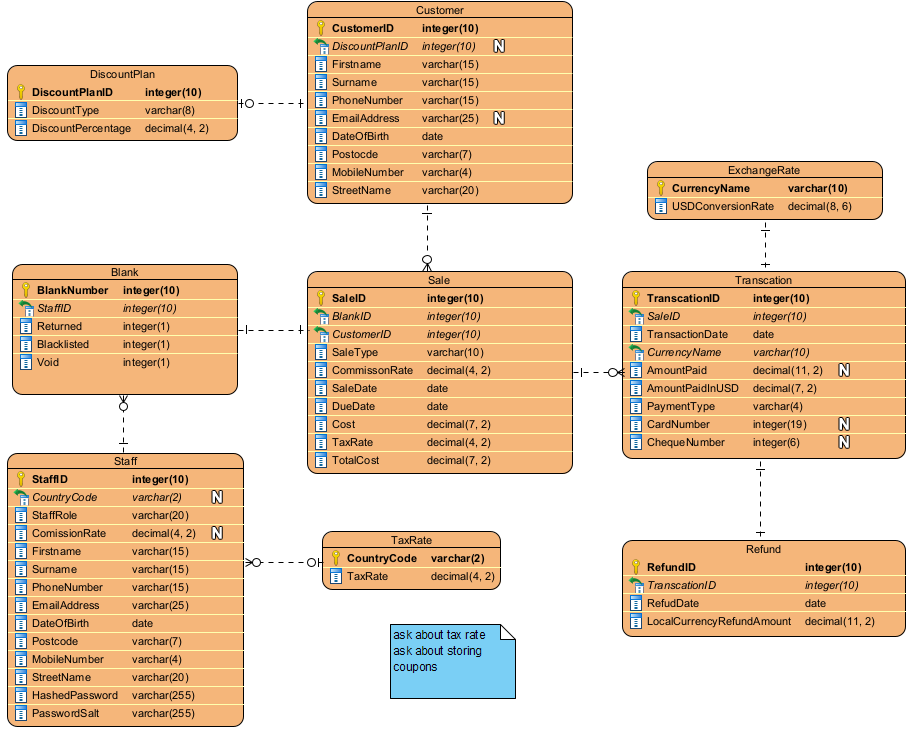 Customer
CustomerID integer(10)
DiscountPlanID integer(10) N
Firstname varchar(15)
Surname varchar(15)
PhoneNumber varchar(15)
EmailAddress varchar(25) N
DateOfBirth date
Postocde varchar(7)
MobileNumber varchar(4)
StreetName varchar(20)
DiscountPlan
DiscountPlanID integer(10)
DiscountType varchar(8)
DiscountPercentage decimal(4, 2)
ExchangeRate
CurrencyName varchar(10)
USDConversionRate decimal(8, 6)
Blank
BlankNumber integer(10)
StaffID integer(10)
Returned integer(1)
Blacklisted integer(1)
Void integer(1)
Sale
SaleID integer(10)
BlankID integer(10)
CustomerID integer(10)
SaleType varchar(10)
CommissonRate decimal(4, 2)
SaleDate date
DueDate date
Cost decimal(7, 2)
TaxRate decimal(4, 2)
TotalCost decimal(7, 2)
Transcation
TranscationID integer(10)
SaleID integer(10)
TransactionDate date
CurrencyName varchar(10)
AmountPaid decimal(11, 2) N
AmountPaidInUSD decimal(7, 2)
PaymentType varchar(4)
CardNumber integer(19) N
ChequeNumber integer(6) N
Staff
StaffID integer(10)
CountryCode varchar(2) N
StaffRole varchar(20)
ComissionRate decimal(4, 2) N
Firstname varchar(15)
Surname varchar(15)
PhoneNumber varchar(15)
EmailAddress varchar(25)
DateOfBirth date
Postcode varchar(7)
MobileNumber varchar(4)
StreetName varchar(20)
HashedPassword varchar(255)
PasswordSalt varchar(255)
TaxRate
CountryCode varchar(2)
TaxRate decimal(4, 2)
Refund
RefundID integer(10)
TranscationID integer(10)
RefudDate date
LocalCurrencyRefundAmount decimal(11, 2)
ask about tax rate
ask about storing
coupons